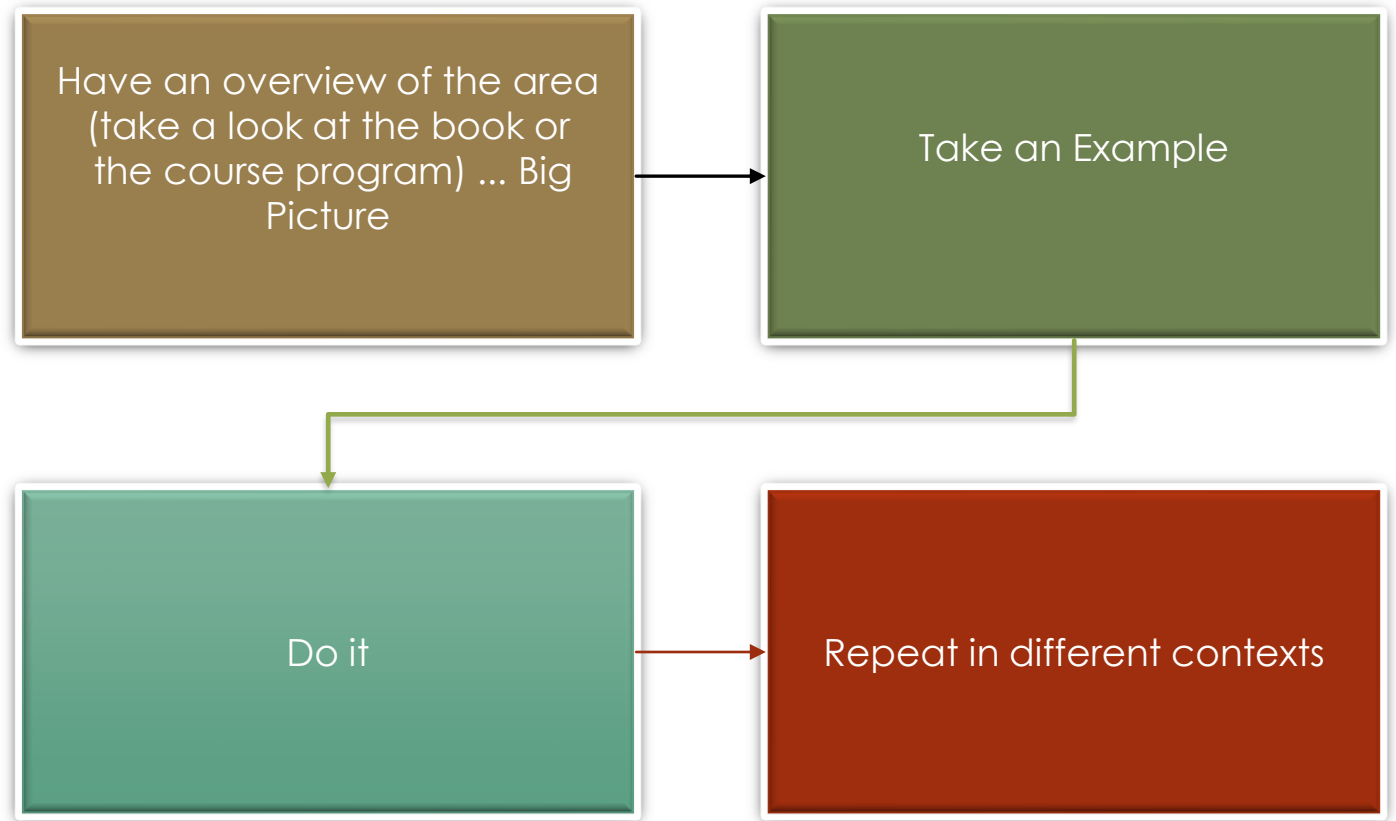 Have an overview of the area
(take a look at the book or
the course program) ... Big
Picture
Take an Example
Do it
Repeat in different contexts